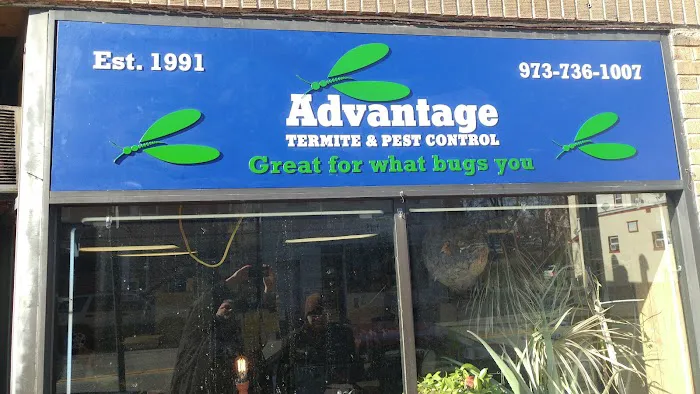 Est. 1991
973-736-1007
Advantage
TERMITE & PEST CONTROL
Great for what bugs you